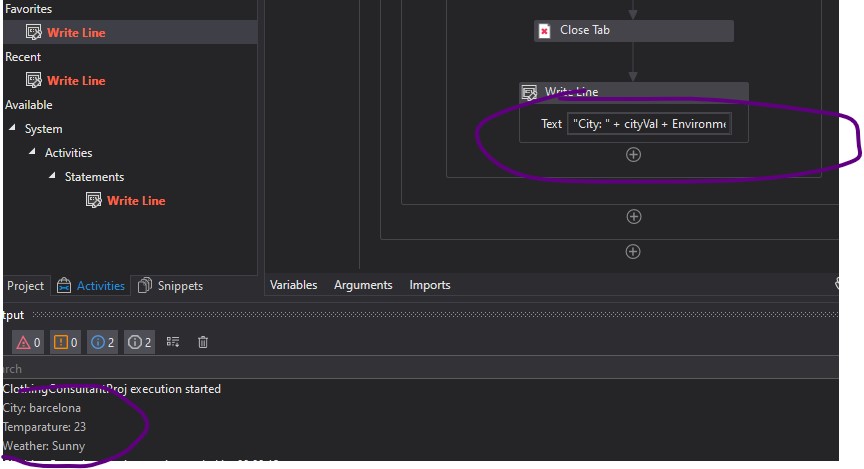 Favorites
Write Line
Recent
Write Line
Available
System
Activities
Statements
Write Line
Close Tab
Write Line
Text "City: " + cityVal + Environme
Project Activities Snippets
Variables Arguments Imports
tput
0 0 2 2
rch
ClothingConsultantProj execution started
City: barcelona
Temparature: 23
Weather: Sunny